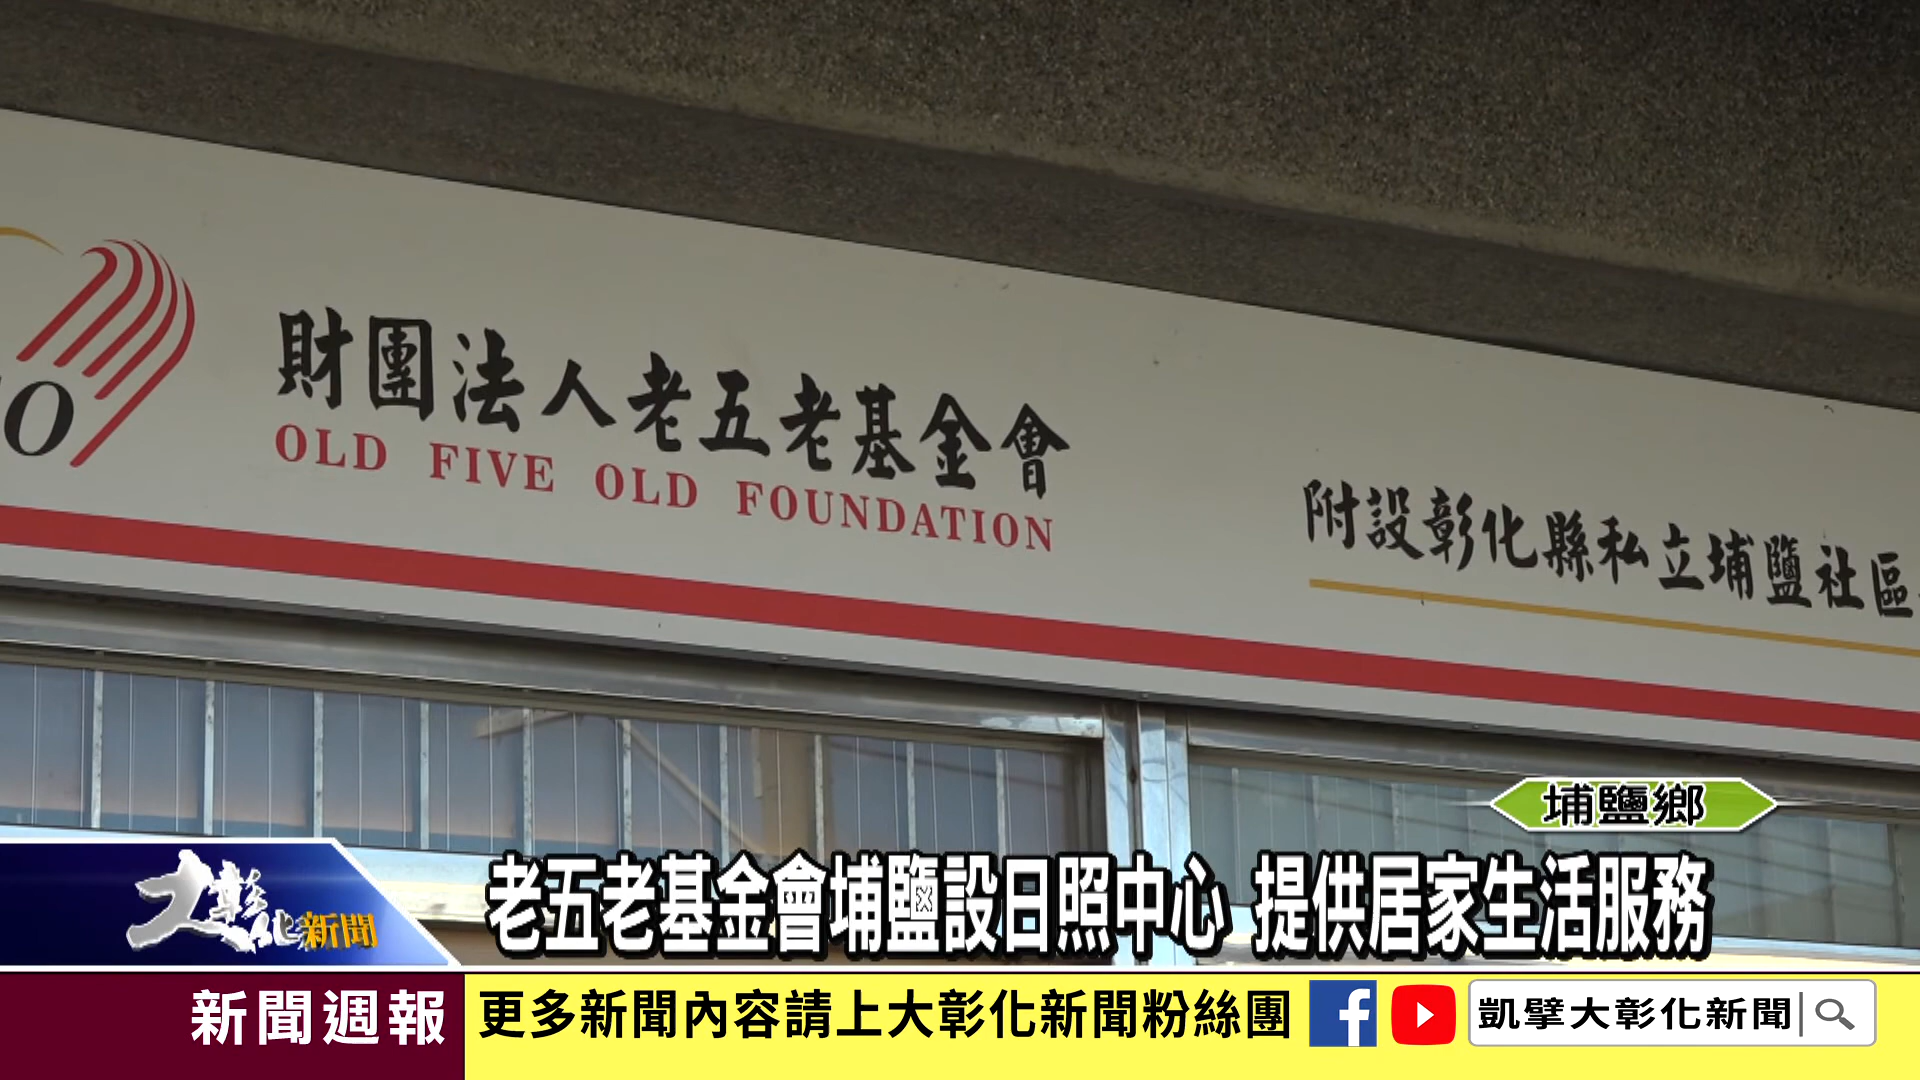 財團法人老五老基金會
OLD FIVE OLD FOUNDATION
附設彰化縣私立埔鹽社區
埔鹽鄉
大彰化新聞
老五老基金會埔鹽設日照中心 提供居家生活服務
新聞週報
更多新聞內容請上大彰化新聞粉絲團
凱擘大彰化新聞